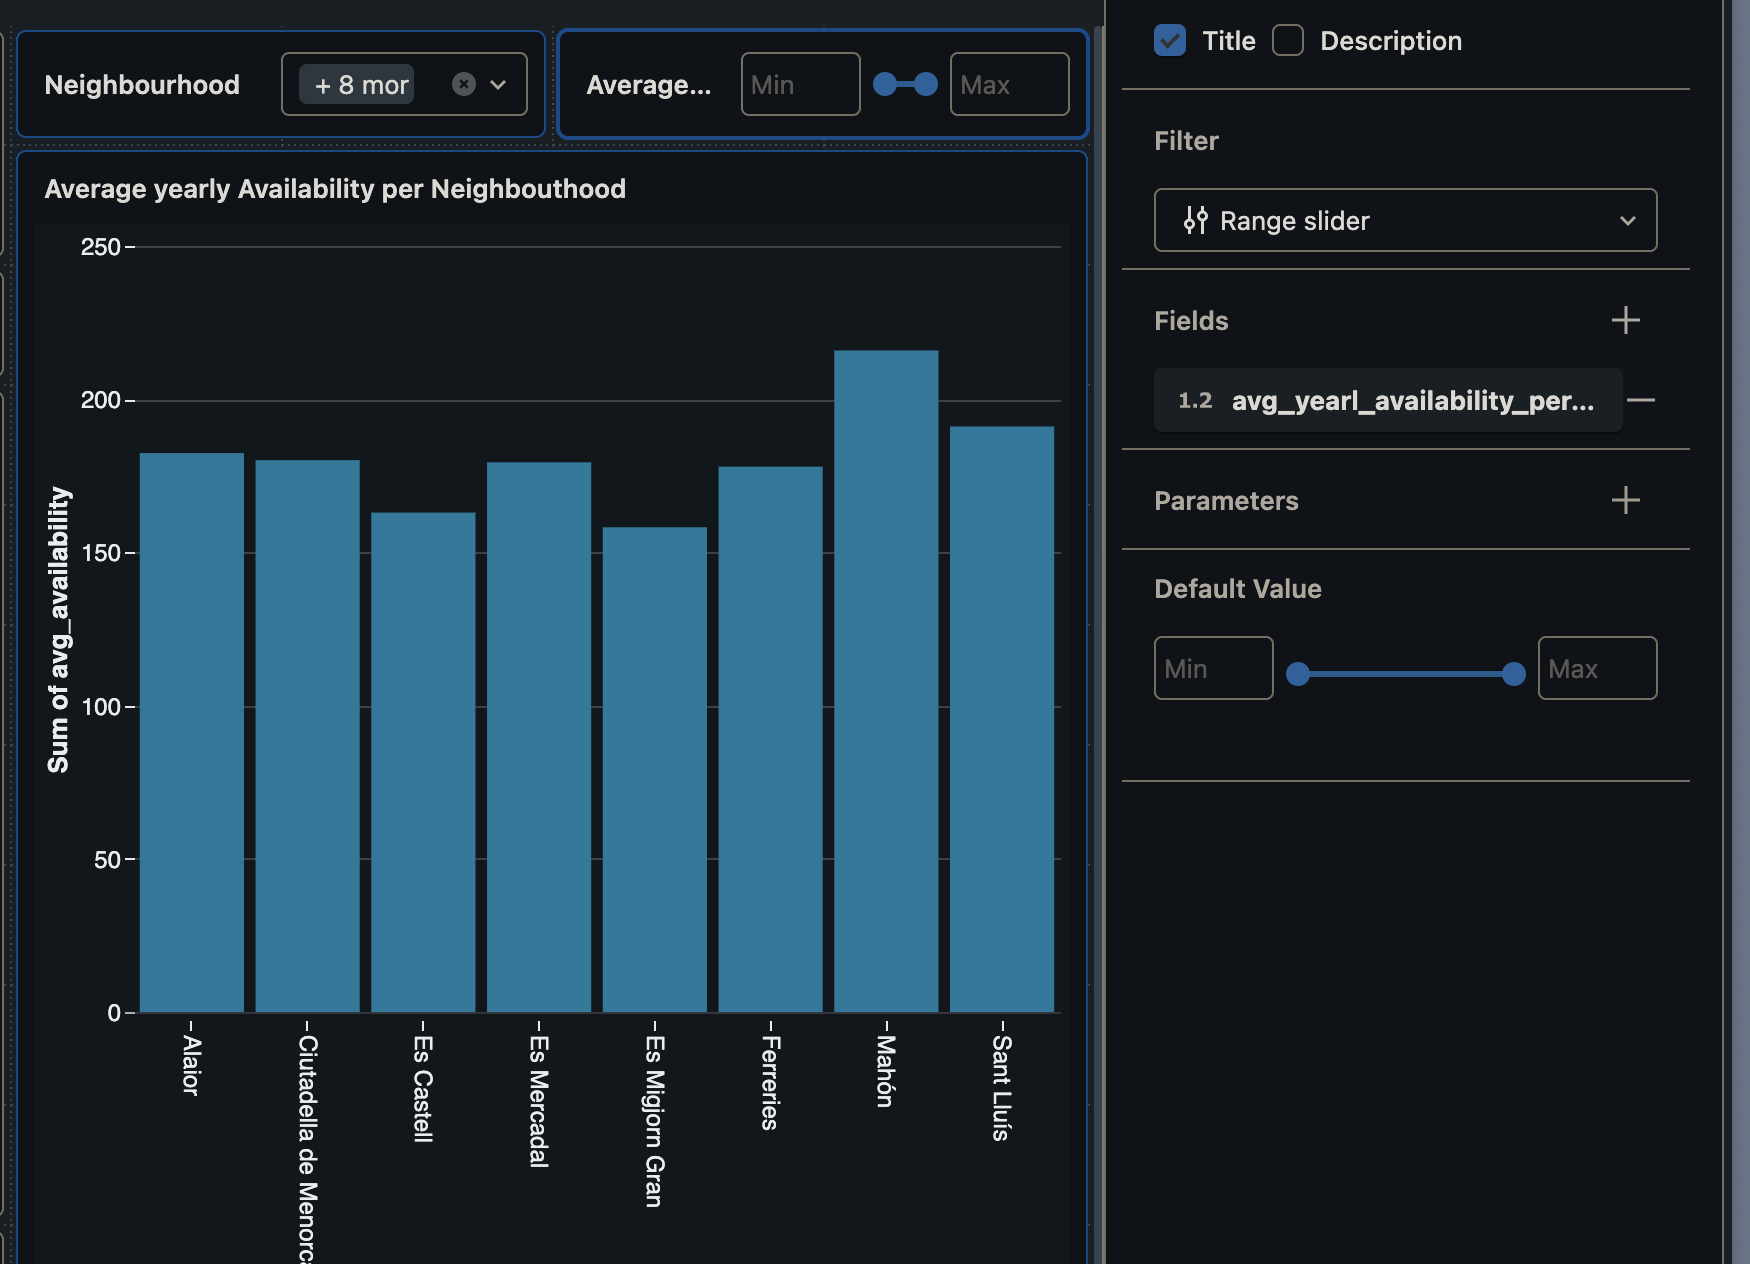 Neighbourhood
+ 8 mor
Average...
Min
Max
Average yearly Availability per Neighbouthood
250
200
150
100
50
0
Sum of avg_availability
Alaior
Ciutadella de Menorca
Es Castell
Es Mercadal
Es Migjorn Gran
Ferreries
Mahón
Sant Lluís
Title
Description
Filter
Range slider
Fields
1.2 avg_yearl_availability_per...
Parameters
Default Value
Min
Max